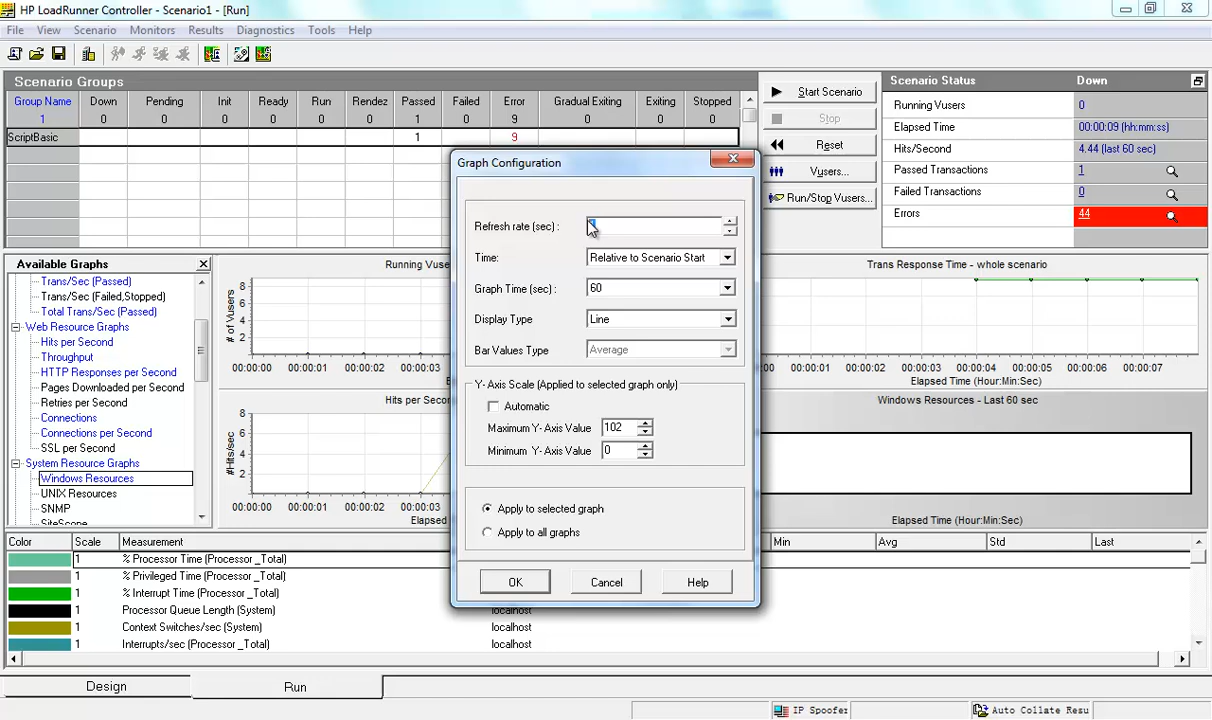 HP LoadRunner Controller - Scenario1 - [Run]
File View Scenario Monitors Results Diagnostics Tools Help
Scenario Groups
Group Name Down Pending Init Ready Run Rendez Passed Failed Error Gradual Exiting Exiting Stopped
1 0 0 0 0 0 0 1 0 9 0 0 0
ScriptBasic 1 9
Start Scenario
Stop
Reset
Vusers...
Run/Stop Vusers...
Scenario Status Down
Running Vusers 0
Elapsed Time 00:00:09 (hh:mm:ss)
Hits/Second 4.44 (last 60 sec)
Passed Transactions 1
Failed Transactions 0
Errors 44
Graph Configuration
Refresh rate (sec) :
Time: Relative to Scenario Start
Graph Time (sec) : 60
Display Type Line
Bar Values Type Average
Y- Axis Scale (Applied to selected graph only)
Automatic
Maximum Y- Axis Value 102
Minimum Y- Axis Value 0
Apply to selected graph
Apply to all graphs
OK Cancel Help
Available Graphs
Trans/Sec (Passed)
Trans/Sec (Failed,Stopped)
Total Trans/Sec (Passed)
Web Resource Graphs
Hits per Second
Throughput
HTTP Responses per Second
Pages Downloaded per Second
Retries per Second
Connections
Connections per Second
SSL per Second
System Resource Graphs
Windows Resources
UNIX Resources
SNMP
SiteScope
Running Vuse
# of Vusers
8
6
4
2
00:00:00 00:00:01 00:00:02 00:00:03
Elapsed
Trans Response Time - whole scenario
00:00:01 00:00:02 00:00:03 00:00:04 00:00:05 00:00:06 00:00:07
Elapsed Time (Hour:Min:Sec)
Hits per Secon
#Hits/sec
8
6
4
2
0
00:00:00 00:00:01 00:00:02 00:00:03
Elapsed
Windows Resources - Last 60 sec
Elapsed Time (Hour:Min:Sec)
Color Scale Measurement Min Avg Std Last
1 % Processor Time (Processor _Total)
1 % Privileged Time (Processor _Total)
1 % Interrupt Time (Processor _Total)
1 Processor Queue Length (System) localhost
1 Context Switches/sec (System) localhost
1 Interrupts/sec (Processor _Total) localhost
Design Run
IP Spoofer Auto Collate Resu